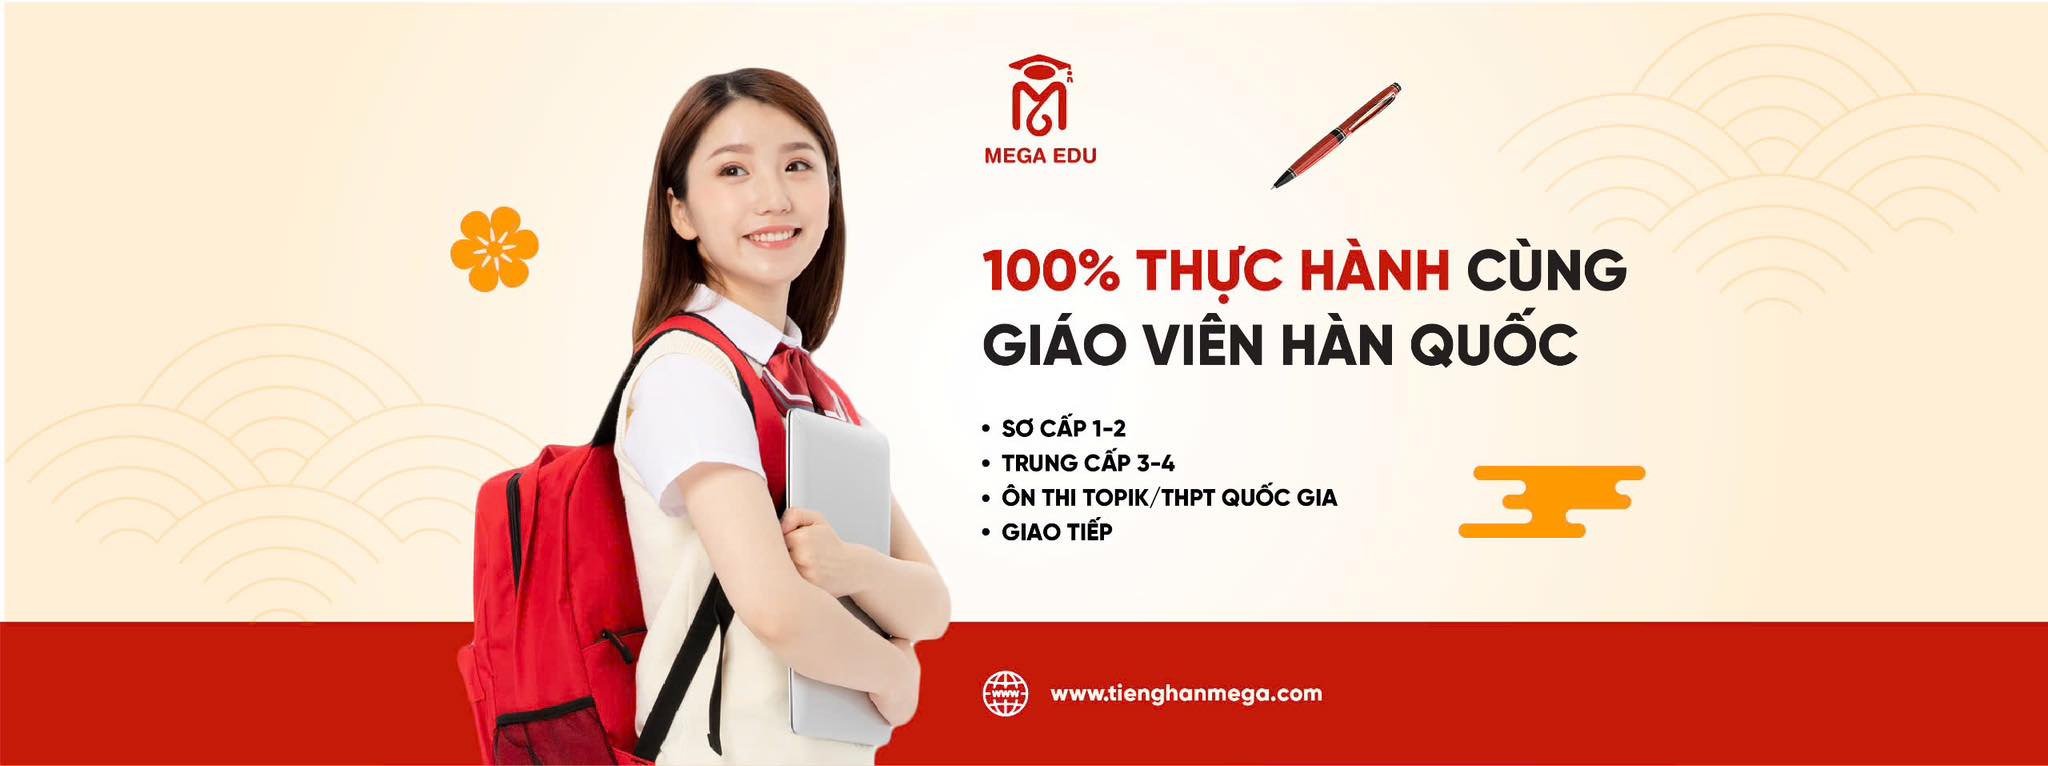 MEGA EDU
100% THỰC HÀNH CÙNG
GIÁO VIÊN HÀN QUỐC
• SƠ CẤP 1-2
• TRUNG CẤP 3-4
• ÔN THI TOPIK/THPT QUỐC GIA
• GIAO TIẾP
www
www.tienghanmega.com